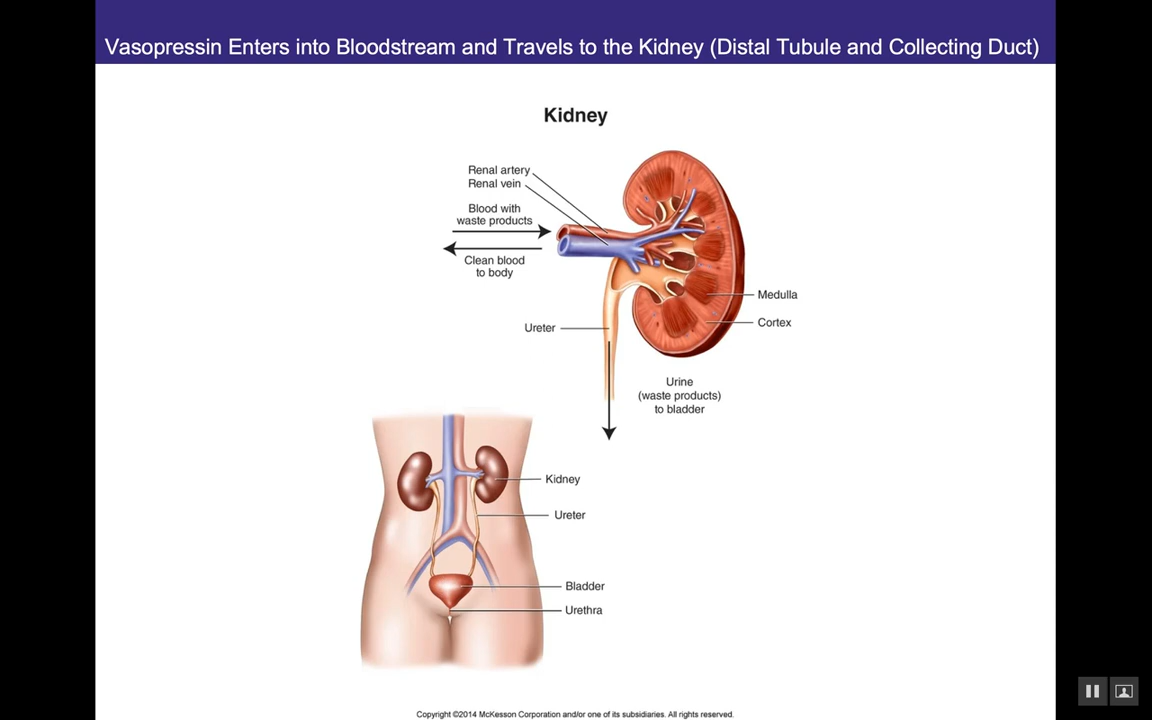 Vasopressin Enters into Bloodstream and Travels to the Kidney (Distal Tubule and Collecting Duct)
Kidney
Renal artery
Renal vein
Blood with
waste products
Clean blood
to body
Medulla
Cortex
Ureter
Urine
(waste products)
to bladder
Kidney
Ureter
Bladder
Urethra
Copyright ©2014 McKesson Corporation and/or one of its subsidiaries. All rights reserved.